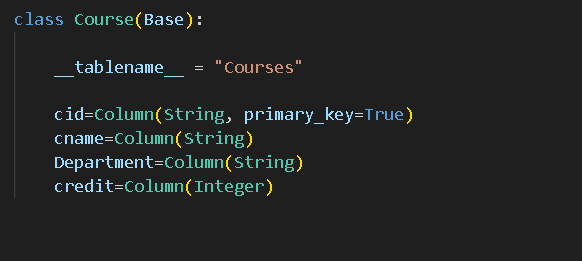 class Course(Base):
__tablename__ = "Courses"
cid=Column(String, primary_key=True)
cname=Column(String)
Department=Column(String)
credit=Column(Integer)